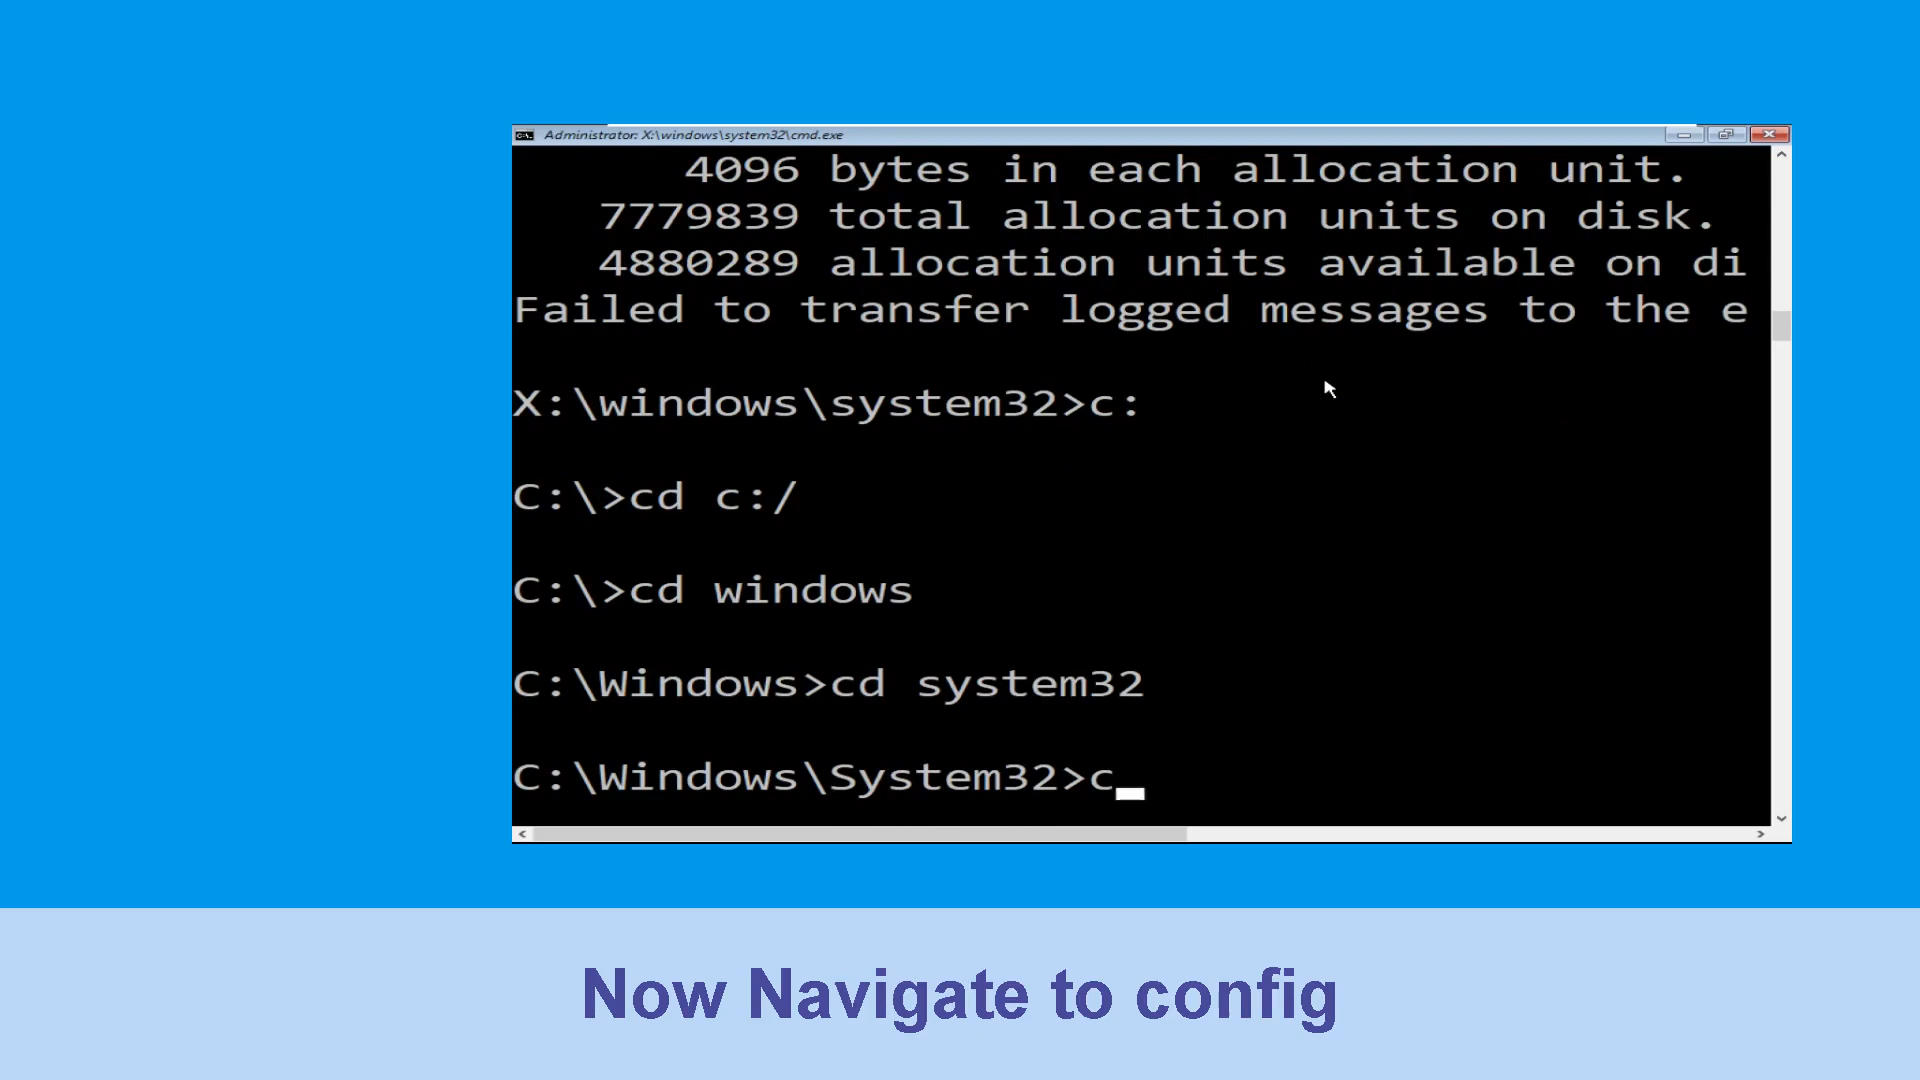 Administrator: X:\windows\system32\cmd.exe
4096 bytes in each allocation unit.
7779839 total allocation units on disk.
4880289 allocation units available on di
Failed to transfer logged messages to the e
X:\windows\system32>c:
C:\>cd c:/
C:\>cd windows
C:\Windows>cd system32
C:\Windows\System32>c
Now Navigate to config